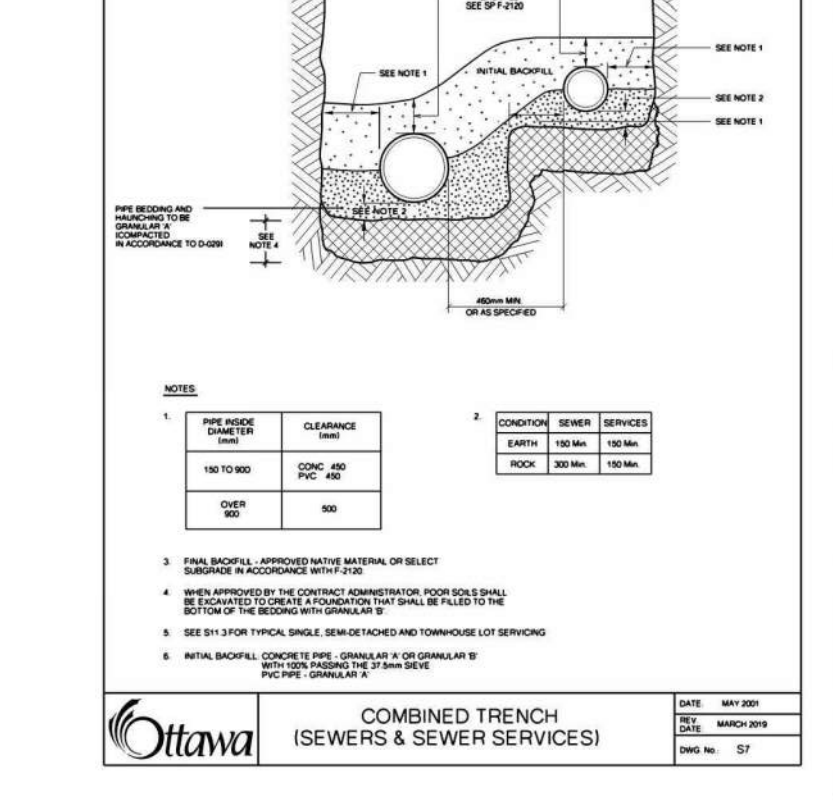 SEE SP F-2120
SEE NOTE 1
SEE NOTE 1
INITIAL BACKFILL
SEE NOTE 2
SEE NOTE 1
PIPE BEDDING AND
HAUNCHING TO BE
GRANULAR 'A'
(COMPACTED
IN ACCORDANCE TO D-029)
SEE NOTE 2
SEE
NOTE 4
460mm MIN.
OR AS SPECIFIED
NOTES:
1.
PIPE INSIDE
DIAMETER
(mm)
CLEARANCE
(mm)
150 TO 900
CONC 450
PVC 450
OVER
900
500
2.
CONDITION SEWER SERVICES
EARTH 150 Min. 150 Min.
ROCK 300 Min. 150 Min.
3. FINAL BACKFILL - APPROVED NATIVE MATERIAL OR SELECT
SUBGRADE IN ACCORDANCE WITH F-2120.
4. WHEN APPROVED BY THE CONTRACT ADMINISTRATOR, POOR SOILS SHALL
BE EXCAVATED TO CREATE A FOUNDATION THAT SHALL BE FILLED TO THE
BOTTOM OF THE BEDDING WITH GRANULAR 'B'.
5. SEE S11.3 FOR TYPICAL SINGLE, SEMI-DETACHED AND TOWNHOUSE LOT SERVICING
6. INITIAL BACKFILL: CONCRETE PIPE - GRANULAR 'A' OR GRANULAR 'B'
WITH 100% PASSING THE 37.5mm SIEVE
PVC PIPE - GRANULAR 'A'
Ottawa
COMBINED TRENCH
(SEWERS & SEWER SERVICES)
DATE: MAY 2001
REV.
DATE: MARCH 2019
DWG. No.: S7